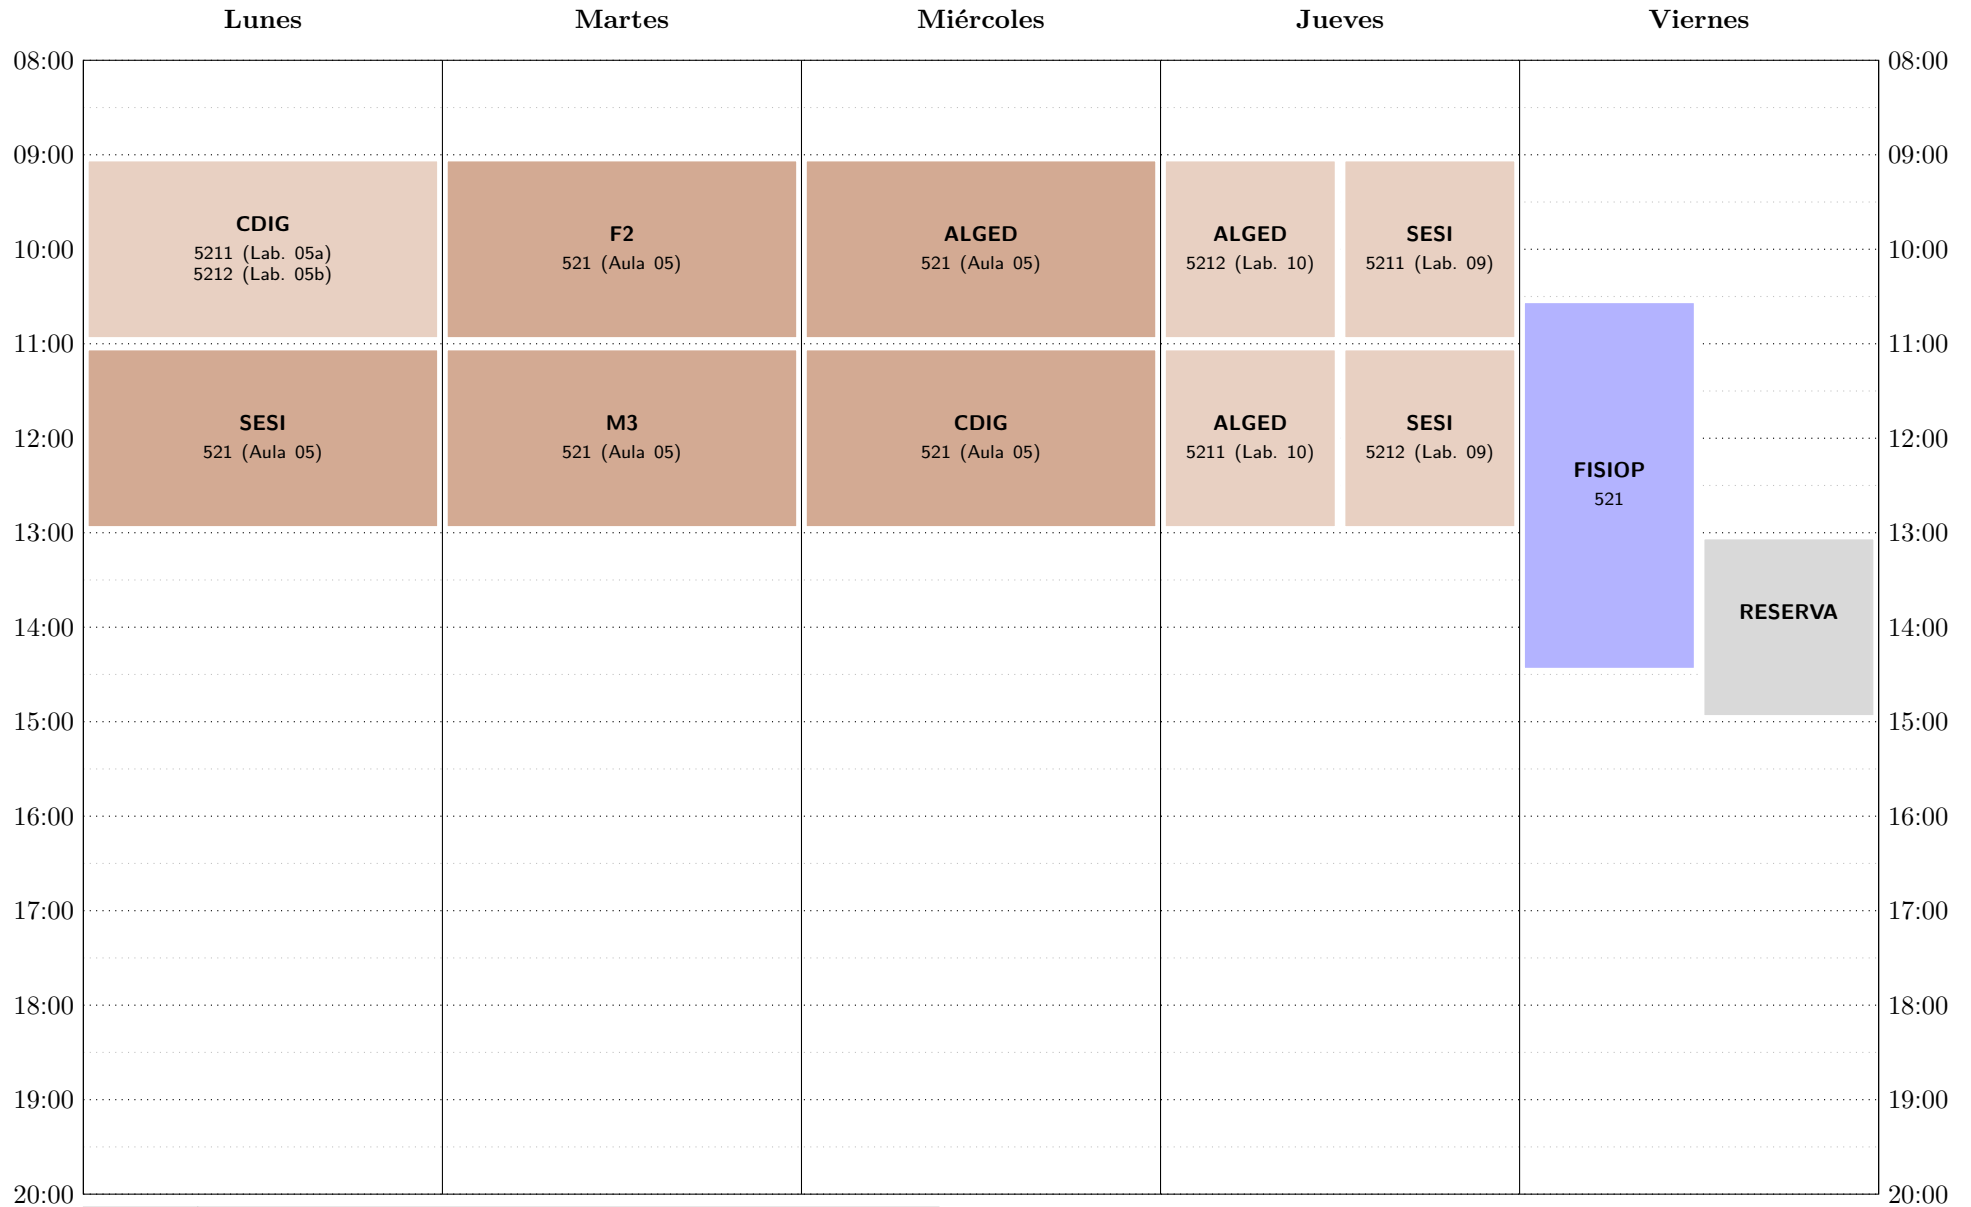 Lunes Martes Miércoles Jueves Viernes
08:00 08:00
09:00 09:00
CDIG
5211 (Lab. 05a)
5212 (Lab. 05b)
F2
521 (Aula 05)
ALGED
521 (Aula 05)
ALGED
5212 (Lab. 10)
SESI
5211 (Lab. 09)
10:00 10:00
11:00 11:00
SESI
521 (Aula 05)
M3
521 (Aula 05)
CDIG
521 (Aula 05)
ALGED
5211 (Lab. 10)
SESI
5212 (Lab. 09)
12:00 12:00
FISIOP
521
13:00 13:00
RESERVA
14:00 14:00
15:00 15:00
16:00 16:00
17:00 17:00
18:00 18:00
19:00 19:00
20:00 20:00